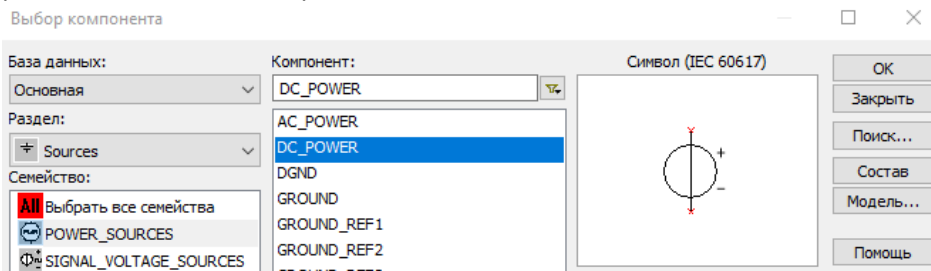 Выбор компонента
База данных:
Основная
Раздел:
Sources
Семейство:
All Выбрать все семейства
POWER_SOURCES
SIGNAL_VOLTAGE_SOURCES
Компонент:
DC_POWER
AC_POWER
DC_POWER
DGND
GROUND
GROUND_REF1
GROUND_REF2
Символ (IEC 60617)
+
-
OK
Закрыть
Поиск...
Состав
Модель...
Помощь